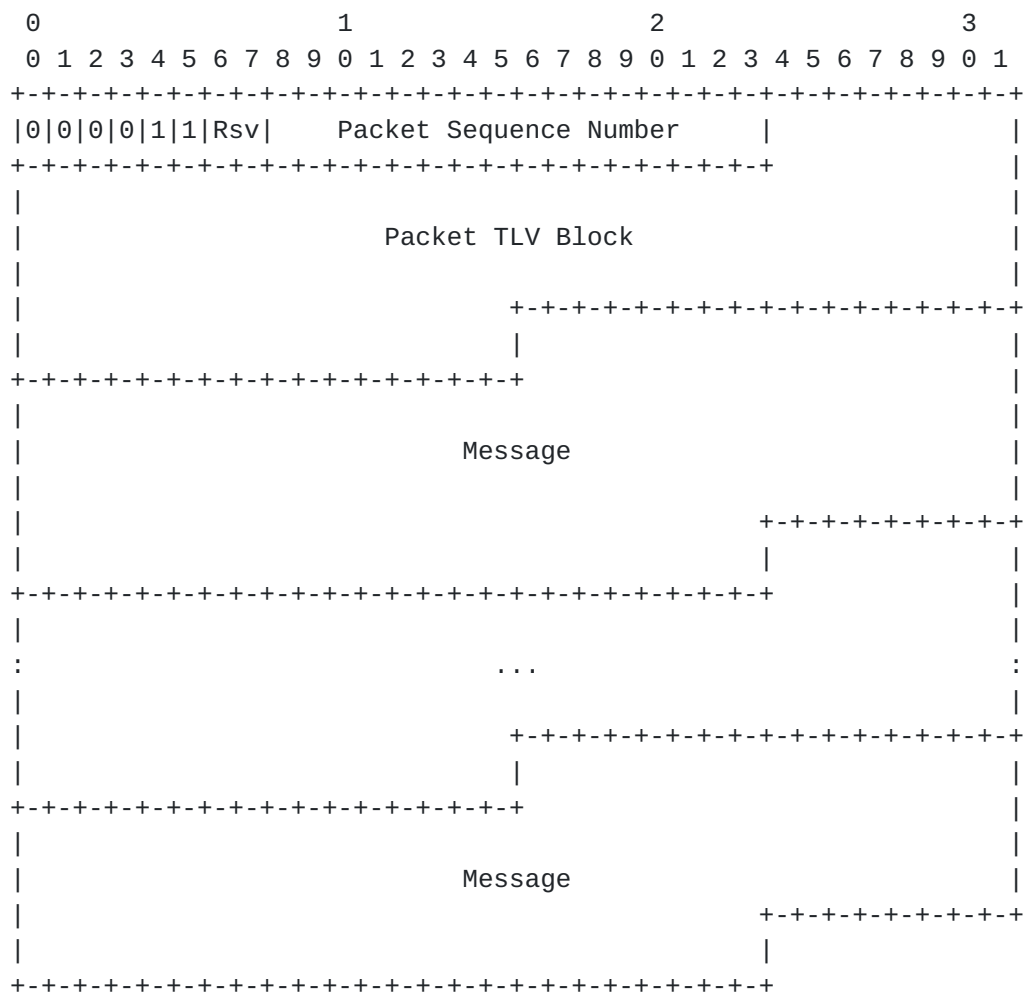 0                   1                   2                   3
 0 1 2 3 4 5 6 7 8 9 0 1 2 3 4 5 6 7 8 9 0 1 2 3 4 5 6 7 8 9 0 1
+-+-+-+-+-+-+-+-+-+-+-+-+-+-+-+-+-+-+-+-+-+-+-+-+-+-+-+-+-+-+-+-+
|0|0|0|0|1|1|Rsv|    Packet Sequence Number     |               |
+-+-+-+-+-+-+-+-+-+-+-+-+-+-+-+-+-+-+-+-+-+-+-+-+               |
|                                                               |
|                       Packet TLV Block                        |
|                                                               |
|                               +-+-+-+-+-+-+-+-+-+-+-+-+-+-+-+-+
|                               |                               |
+-+-+-+-+-+-+-+-+-+-+-+-+-+-+-+-+                               |
|                                                               |
|                            Message                            |
|                                                               |
|                                               +-+-+-+-+-+-+-+-+
|                                               |               |
+-+-+-+-+-+-+-+-+-+-+-+-+-+-+-+-+-+-+-+-+-+-+-+-+               |
|                                                               |
:                              ...                              :
|                                                               |
|                               +-+-+-+-+-+-+-+-+-+-+-+-+-+-+-+-+
|                               |                               |
+-+-+-+-+-+-+-+-+-+-+-+-+-+-+-+-+                               |
|                                                               |
|                            Message                            |
|                                               +-+-+-+-+-+-+-+-+
|                                               |
+-+-+-+-+-+-+-+-+-+-+-+-+-+-+-+-+-+-+-+-+-+-+-+-+